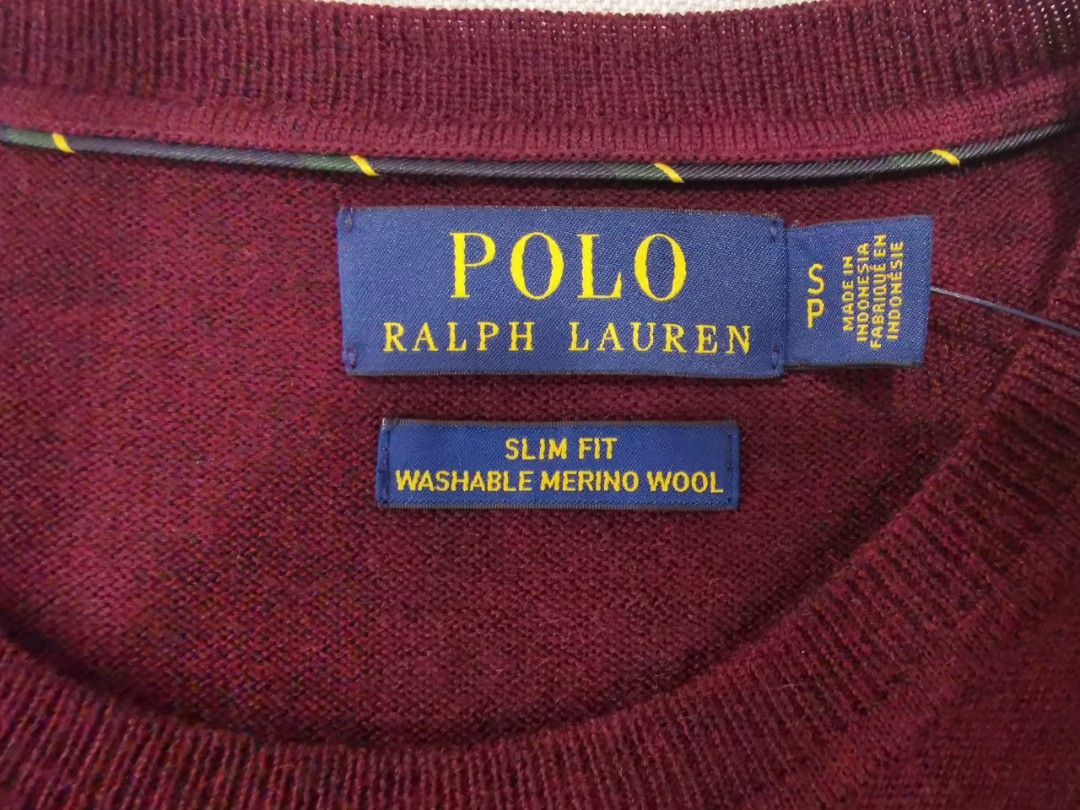 POLO
RALPH LAUREN
S
P
MADE IN
INDONESIA
FABRIQUÉ EN
INDONÉSIE
SLIM FIT
WASHABLE MERINO WOOL